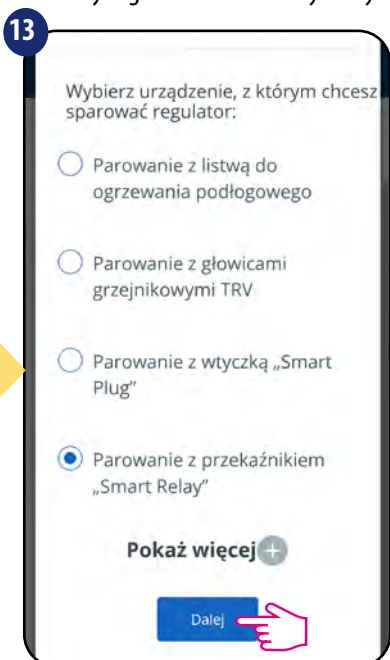 13
Wybierz urządzenie, z którym chcesz
sparować regulator:
Parowanie z listwą do
ogrzewania podłogowego
Parowanie z głowicami
grzejnikowymi TRV
Parowanie z wtyczką „Smart
Plug”
Parowanie z przekaźnikiem
„Smart Relay”
Pokaż więcej
Dalej